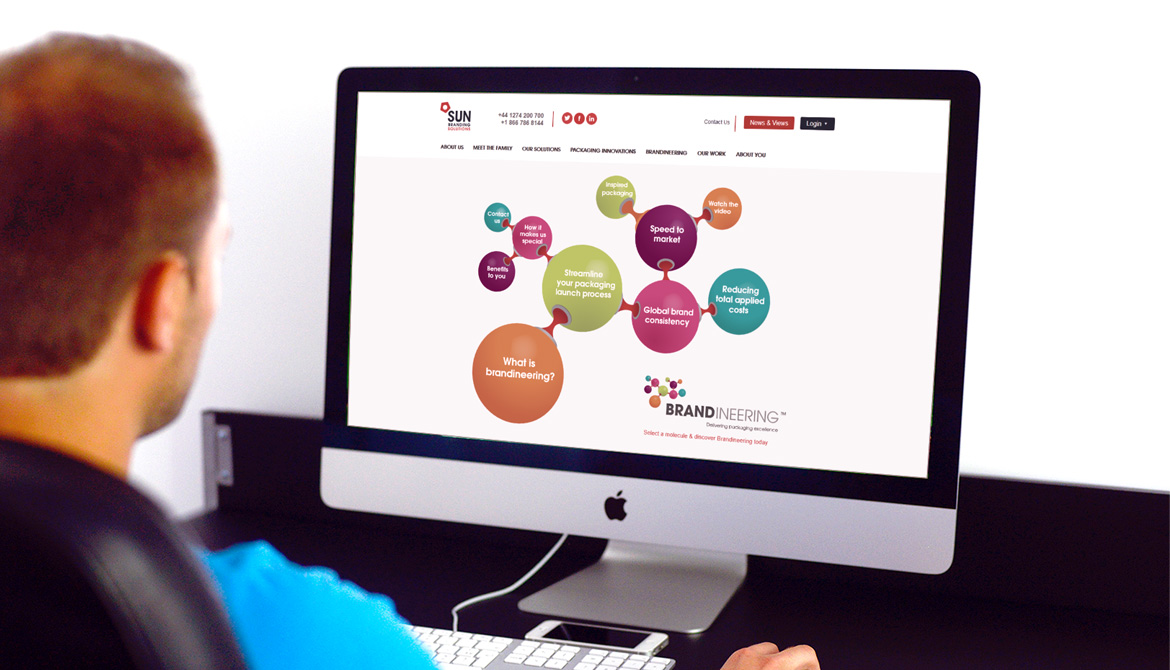 SUN
BRANDING
SOLUTIONS
+44 1274 200 700
+1 866 786 8144
Contact Us
News & Views
Login
ABOUT US
MEET THE FAMILY
OUR SOLUTIONS
PACKAGING INNOVATIONS
BRANDINEERING
OUR WORK
ABOUT YOU
Inspired
packaging
Watch the
video
Contact
us
How it
makes us
special
Speed to
market
Benefits
to you
Streamline
your packaging
launch process
Reducing
total applied
costs
Global brand
consistency
What is
brandineering?
BRANDINEERING™
Delivering packaging excellence
Select a molecule & discover Brandineering today